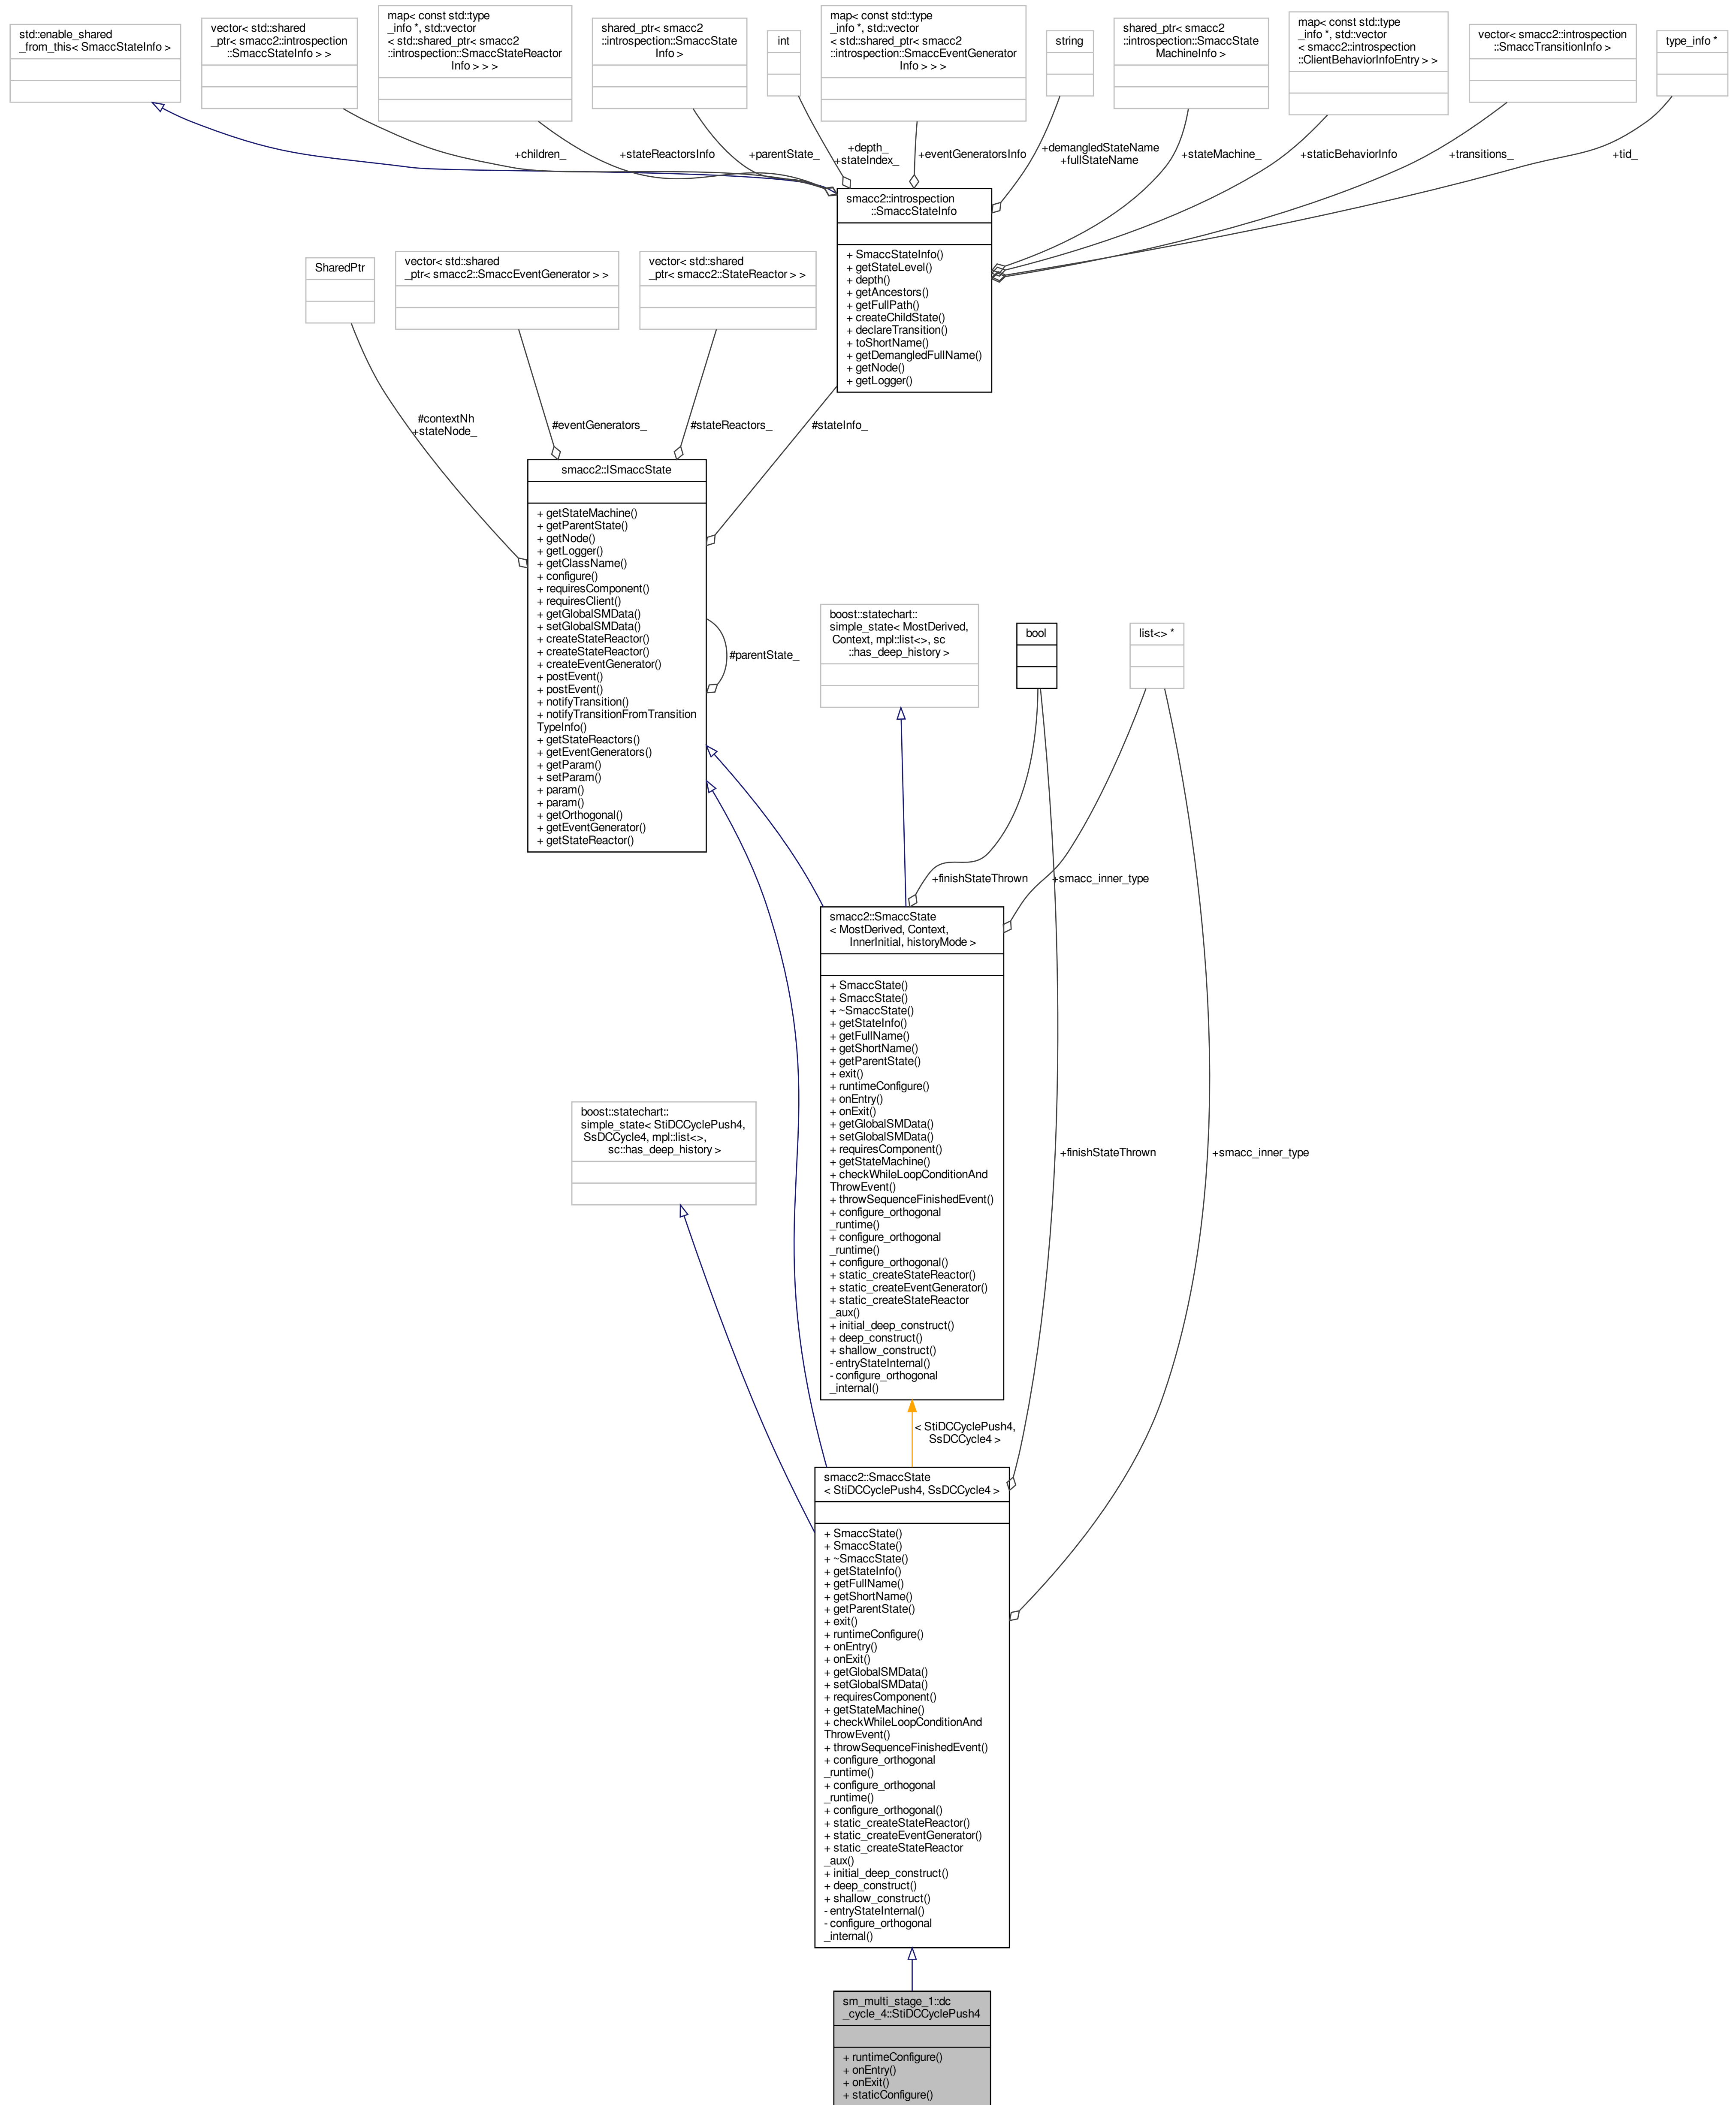 std::enable_shared
_from_this< SmaccStateInfo >
vector< std::shared
_ptr< smacc2::introspection
::SmaccStateInfo > >
map< const std::type
_info *, std::vector
< std::shared_ptr< smacc2
::introspection::SmaccStateReactor
Info > > >
shared_ptr< smacc2
::introspection::SmaccState
Info >
int
map< const std::type
_info *, std::vector
< std::shared_ptr< smacc2
::introspection::SmaccEventGenerator
Info > > >
string
shared_ptr< smacc2
::introspection::SmaccState
MachineInfo >
map< const std::type
_info *, std::vector
< smacc2::introspection
::ClientBehaviorInfoEntry > >
vector< smacc2::introspection
::SmaccTransitionInfo >
type_info *
+children_
+stateReactorsInfo
+parentState_
+depth_
+stateIndex_
+eventGeneratorsInfo
+demangledStateName
+fullStateName
+stateMachine_
+staticBehaviorInfo
+transitions_
+tid_
smacc2::introspection
::SmaccStateInfo
+ SmaccStateInfo()
+ getStateLevel()
+ depth()
+ getAncestors()
+ getFullPath()
+ createChildState()
+ declareTransition()
+ toShortName()
+ getDemangledFullName()
+ getNode()
+ getLogger()
SharedPtr
vector< std::shared
_ptr< smacc2::SmaccEventGenerator > >
vector< std::shared
_ptr< smacc2::StateReactor > >
#contextNh
+stateNode_
#eventGenerators_
#stateReactors_
#stateInfo_
smacc2::ISmaccState
+ getStateMachine()
+ getParentState()
+ getNode()
+ getLogger()
+ getClassName()
+ configure()
+ requiresComponent()
+ requiresClient()
+ getGlobalSMData()
+ setGlobalSMData()
+ createStateReactor()
+ createStateReactor()
+ createEventGenerator()
+ postEvent()
+ postEvent()
+ notifyTransition()
+ notifyTransitionFromTransition
TypeInfo()
+ getStateReactors()
+ getEventGenerators()
+ getParam()
+ setParam()
+ param()
+ param()
+ getOrthogonal()
+ getEventGenerator()
+ getStateReactor()
#parentState_
boost::statechart::
simple_state< MostDerived,
Context, mpl::list<>, sc
::has_deep_history >
bool
list<> *
+finishStateThrown
+smacc_inner_type
smacc2::SmaccState
< MostDerived, Context,
InnerInitial, historyMode >
+ SmaccState()
+ SmaccState()
+ ~SmaccState()
+ getStateInfo()
+ getFullName()
+ getShortName()
+ getParentState()
+ exit()
+ runtimeConfigure()
+ onEntry()
+ onExit()
+ getGlobalSMData()
+ setGlobalSMData()
+ requiresComponent()
+ getStateMachine()
+ checkWhileLoopConditionAnd
ThrowEvent()
+ throwSequenceFinishedEvent()
+ configure_orthogonal
_runtime()
+ configure_orthogonal
_runtime()
+ configure_orthogonal()
+ static_createStateReactor()
+ static_createEventGenerator()
+ static_createStateReactor
_aux()
+ initial_deep_construct()
+ deep_construct()
+ shallow_construct()
- entryStateInternal()
- configure_orthogonal
_internal()
boost::statechart::
simple_state< StiDCCyclePush4,
SsDCCycle4, mpl::list<>,
sc::has_deep_history >
+finishStateThrown
+smacc_inner_type
< StiDCCyclePush4,
SsDCCycle4 >
smacc2::SmaccState
< StiDCCyclePush4, SsDCCycle4 >
+ SmaccState()
+ SmaccState()
+ ~SmaccState()
+ getStateInfo()
+ getFullName()
+ getShortName()
+ getParentState()
+ exit()
+ runtimeConfigure()
+ onEntry()
+ onExit()
+ getGlobalSMData()
+ setGlobalSMData()
+ requiresComponent()
+ getStateMachine()
+ checkWhileLoopConditionAnd
ThrowEvent()
+ throwSequenceFinishedEvent()
+ configure_orthogonal
_runtime()
+ configure_orthogonal
_runtime()
+ configure_orthogonal()
+ static_createStateReactor()
+ static_createEventGenerator()
+ static_createStateReactor
_aux()
+ initial_deep_construct()
+ deep_construct()
+ shallow_construct()
- entryStateInternal()
- configure_orthogonal
_internal()
sm_multi_stage_1::dc
_cycle_4::StiDCCyclePush4
+ runtimeConfigure()
+ onEntry()
+ onExit()
+ staticConfigure()